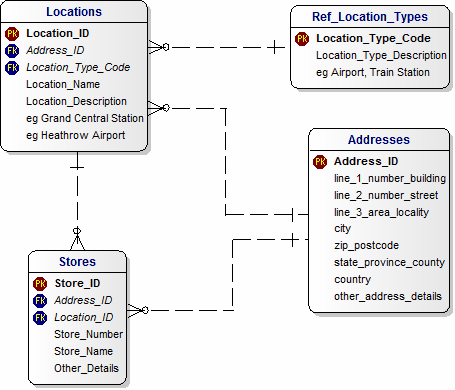 Locations
PK Location_ID
FK Address_ID
FK Location_Type_Code
Location_Name
Location_Description
eg Grand Central Station
eg Heathrow Airport
Ref_Location_Types
PK Location_Type_Code
Location_Type_Description
eg Airport, Train Station
Addresses
PK Address_ID
line_1_number_building
line_2_number_street
line_3_area_locality
city
zip_postcode
state_province_county
country
other_address_details
Stores
PK Store_ID
FK Address_ID
FK Location_ID
Store_Number
Store_Name
Other_Details